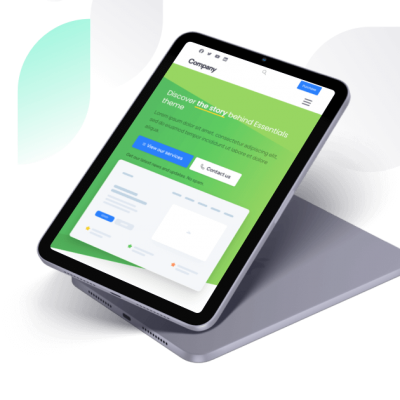 Company
Discover the story behind Essentials
theme
Lorem ipsum dolor sit amet, consectetur adipiscing elit,
sed do eiusmod tempor incididunt ut labore et dolore
View our services
Contact us